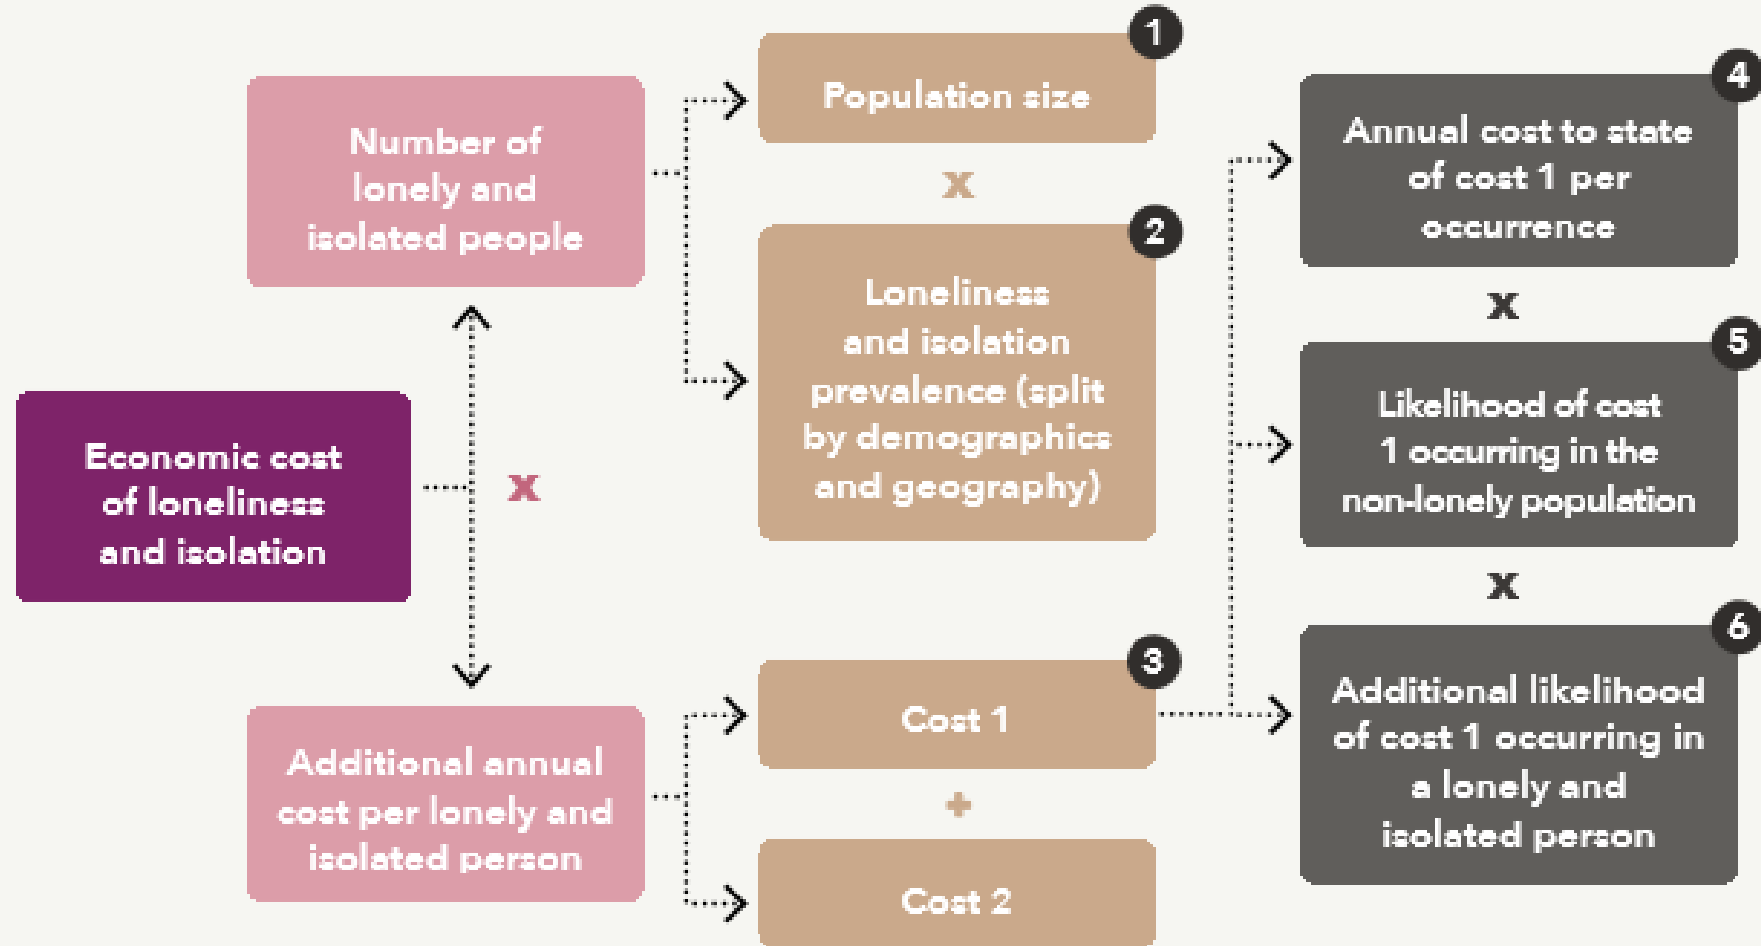 Economic cost
of loneliness
and isolation
x
Number of
lonely and
isolated people
Additional annual
cost per lonely and
isolated person
1
Population size
x
2
Loneliness
and isolation
prevalence (split
by demographics
and geography)
3
Cost 1
+
Cost 2
4
Annual cost to state
of cost 1 per
occurrence
x
5
Likelihood of cost
1 occurring in the
non-lonely population
x
6
Additional likelihood
of cost 1 occurring in
a lonely and
isolated person